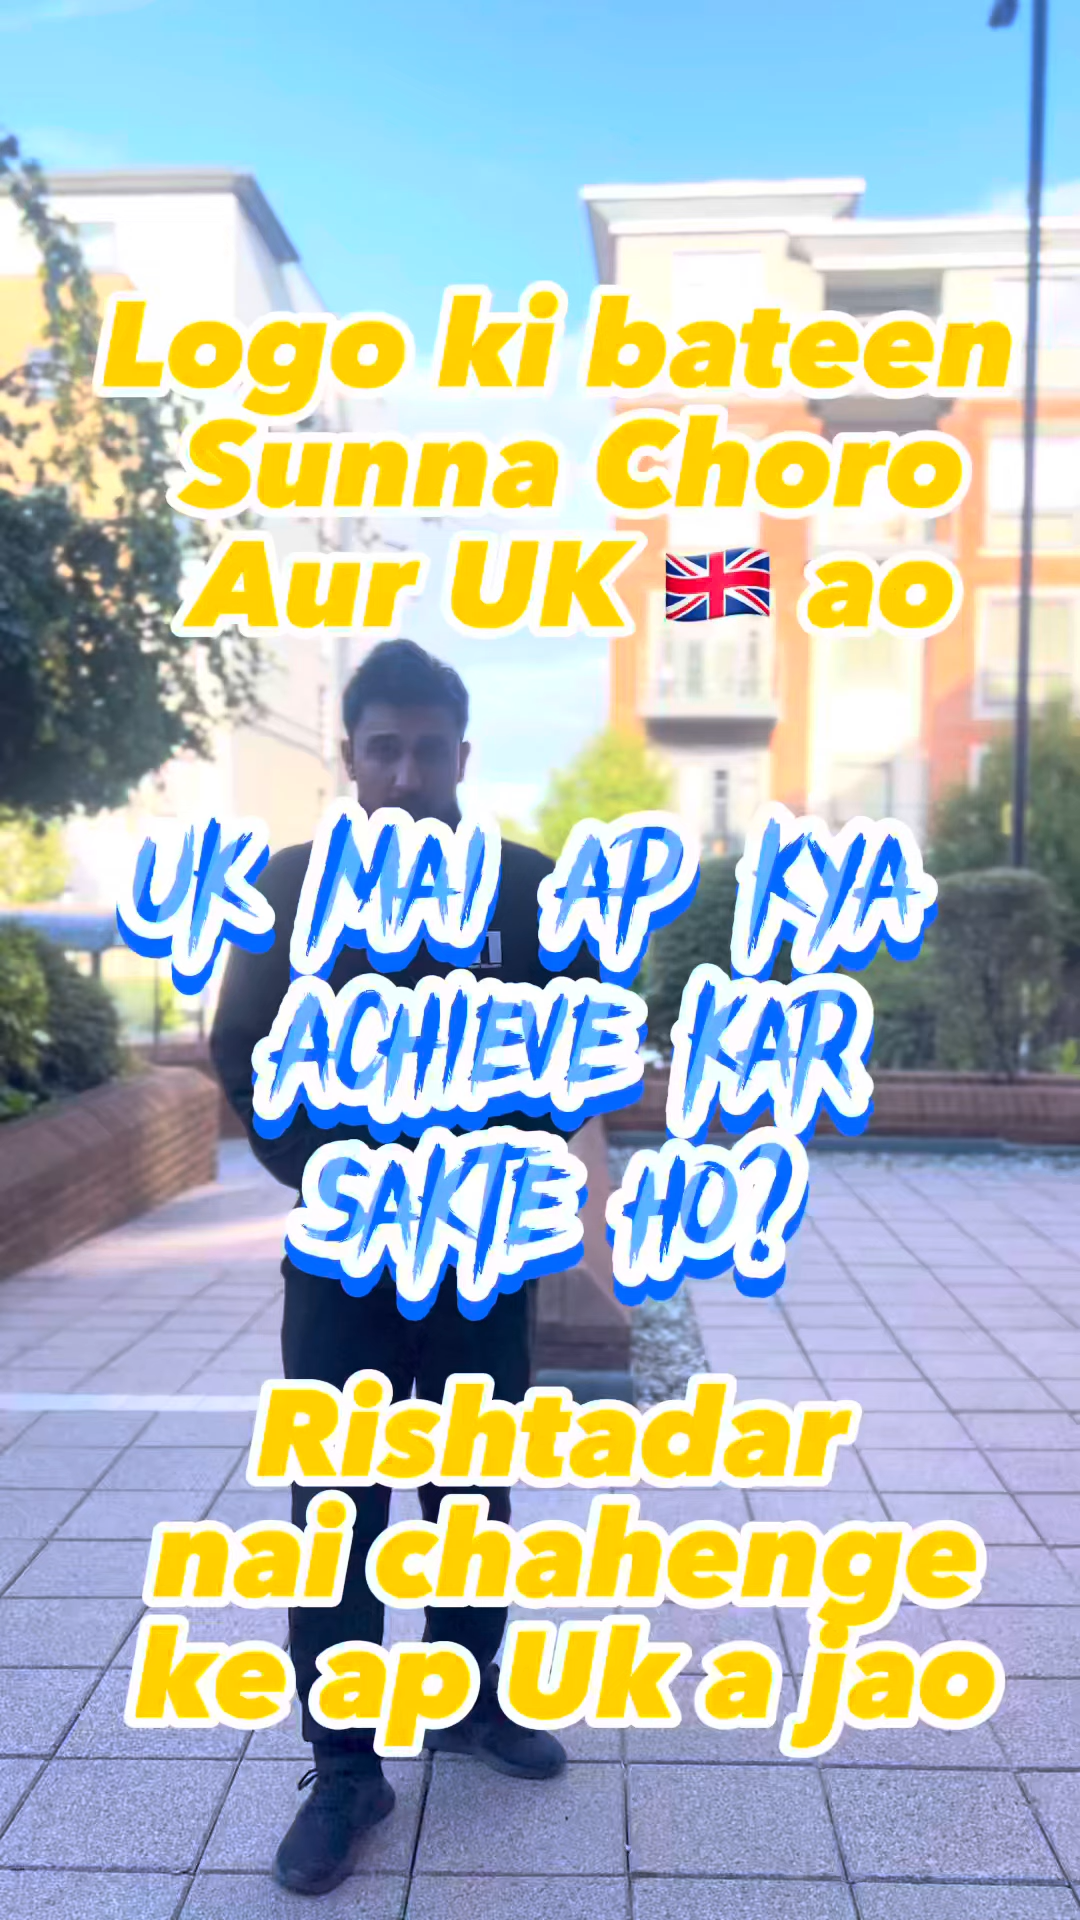 Logo ki bateen
Sunna Choro
Aur UK 🇬🇧 ao
UK MAI AP KYA
ACHIEVE KAR
SAKTE HO?
Rishtadar
nai chahenge
ke ap Uk a jao